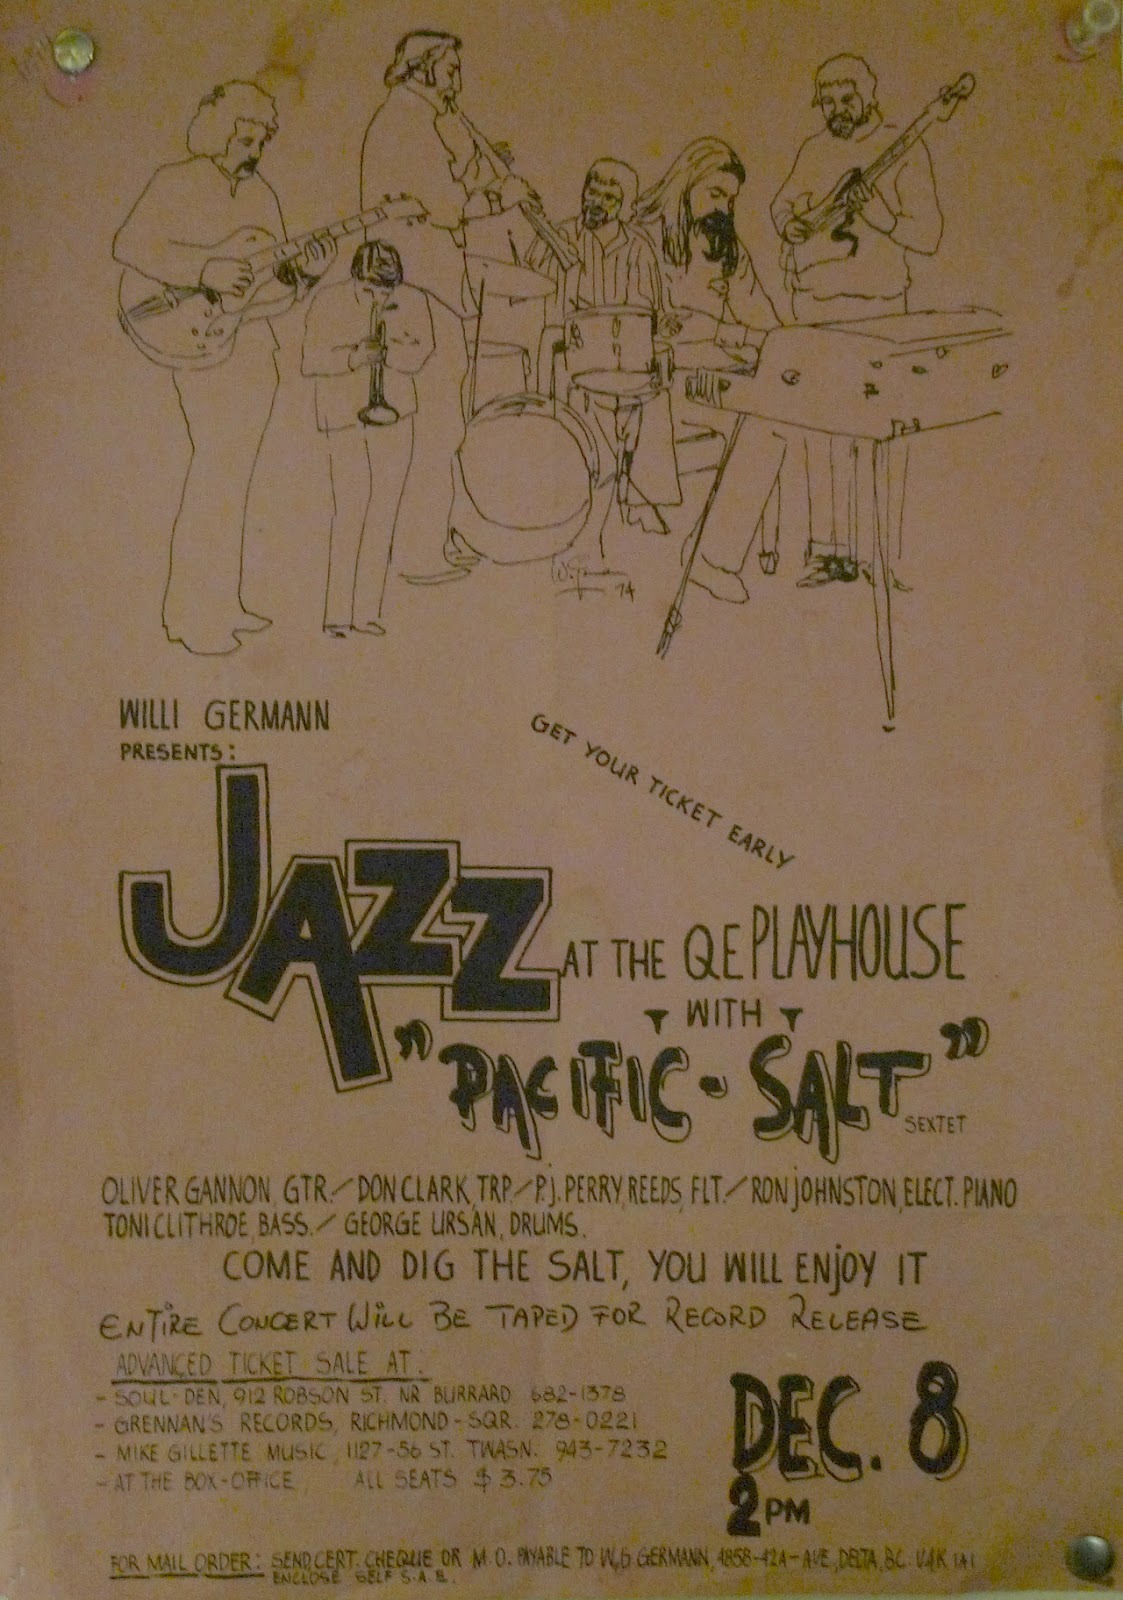 74
WILLI GERMANN
PRESENTS:
GET YOUR TICKET EARLY
JAZZ AT THE QE PLAYHOUSE
WITH
"PACIFIC-SALT"
SEXTET
OLIVER GANNON, GTR./DON CLARK, TRP./P.j. PERRY, REEDS, FLT./RON jOHNSTON, ELECT. PIANO
TONI CLITHROE, BASS./GEORGE URSAN, DRUMS.
COME AND DIG THE SALT, YOU WILL ENjOY IT
ENTiRE CONCERT WiLL BE TAPED FOR RECORD RELEASE
ADVANCED TICKET SALE AT:
- SOUL-DEN, 912 ROBSON ST. NR BURRARD 682-1378
- GRENNAN'S RECORDS, RICHMOND-SQR. 278-0221
- MIKE GILLETTE MUSIC, 1127-56 ST. TWASN. 943-7232
- AT THE BOX-OFFICE, ALL SEATS $ 3.75
DEC. 8
2 PM
FOR MAIL ORDER: SEND CERT. CHEQUE OR M.O. PAYABLE TO W.G. GERMANN, 4858-42A-AVE, DELTA, BC. V4K 1A1
ENCLOSE SELF S.A.E.